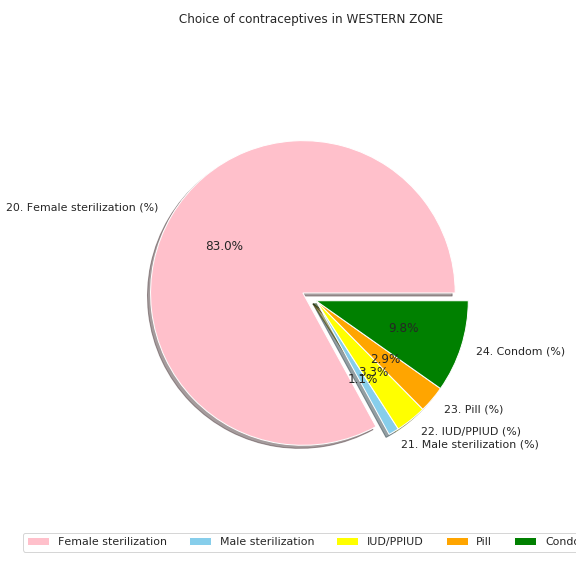 Choice of contraceptives in WESTERN ZONE
20. Female sterilization (%)
83.0%
9.8%
24. Condom (%)
2.9%
3.3%
1.1%
23. Pill (%)
22. IUD/PPIUD (%)
21. Male sterilization (%)
Female sterilization Male sterilization IUD/PPIUD Pill Condo